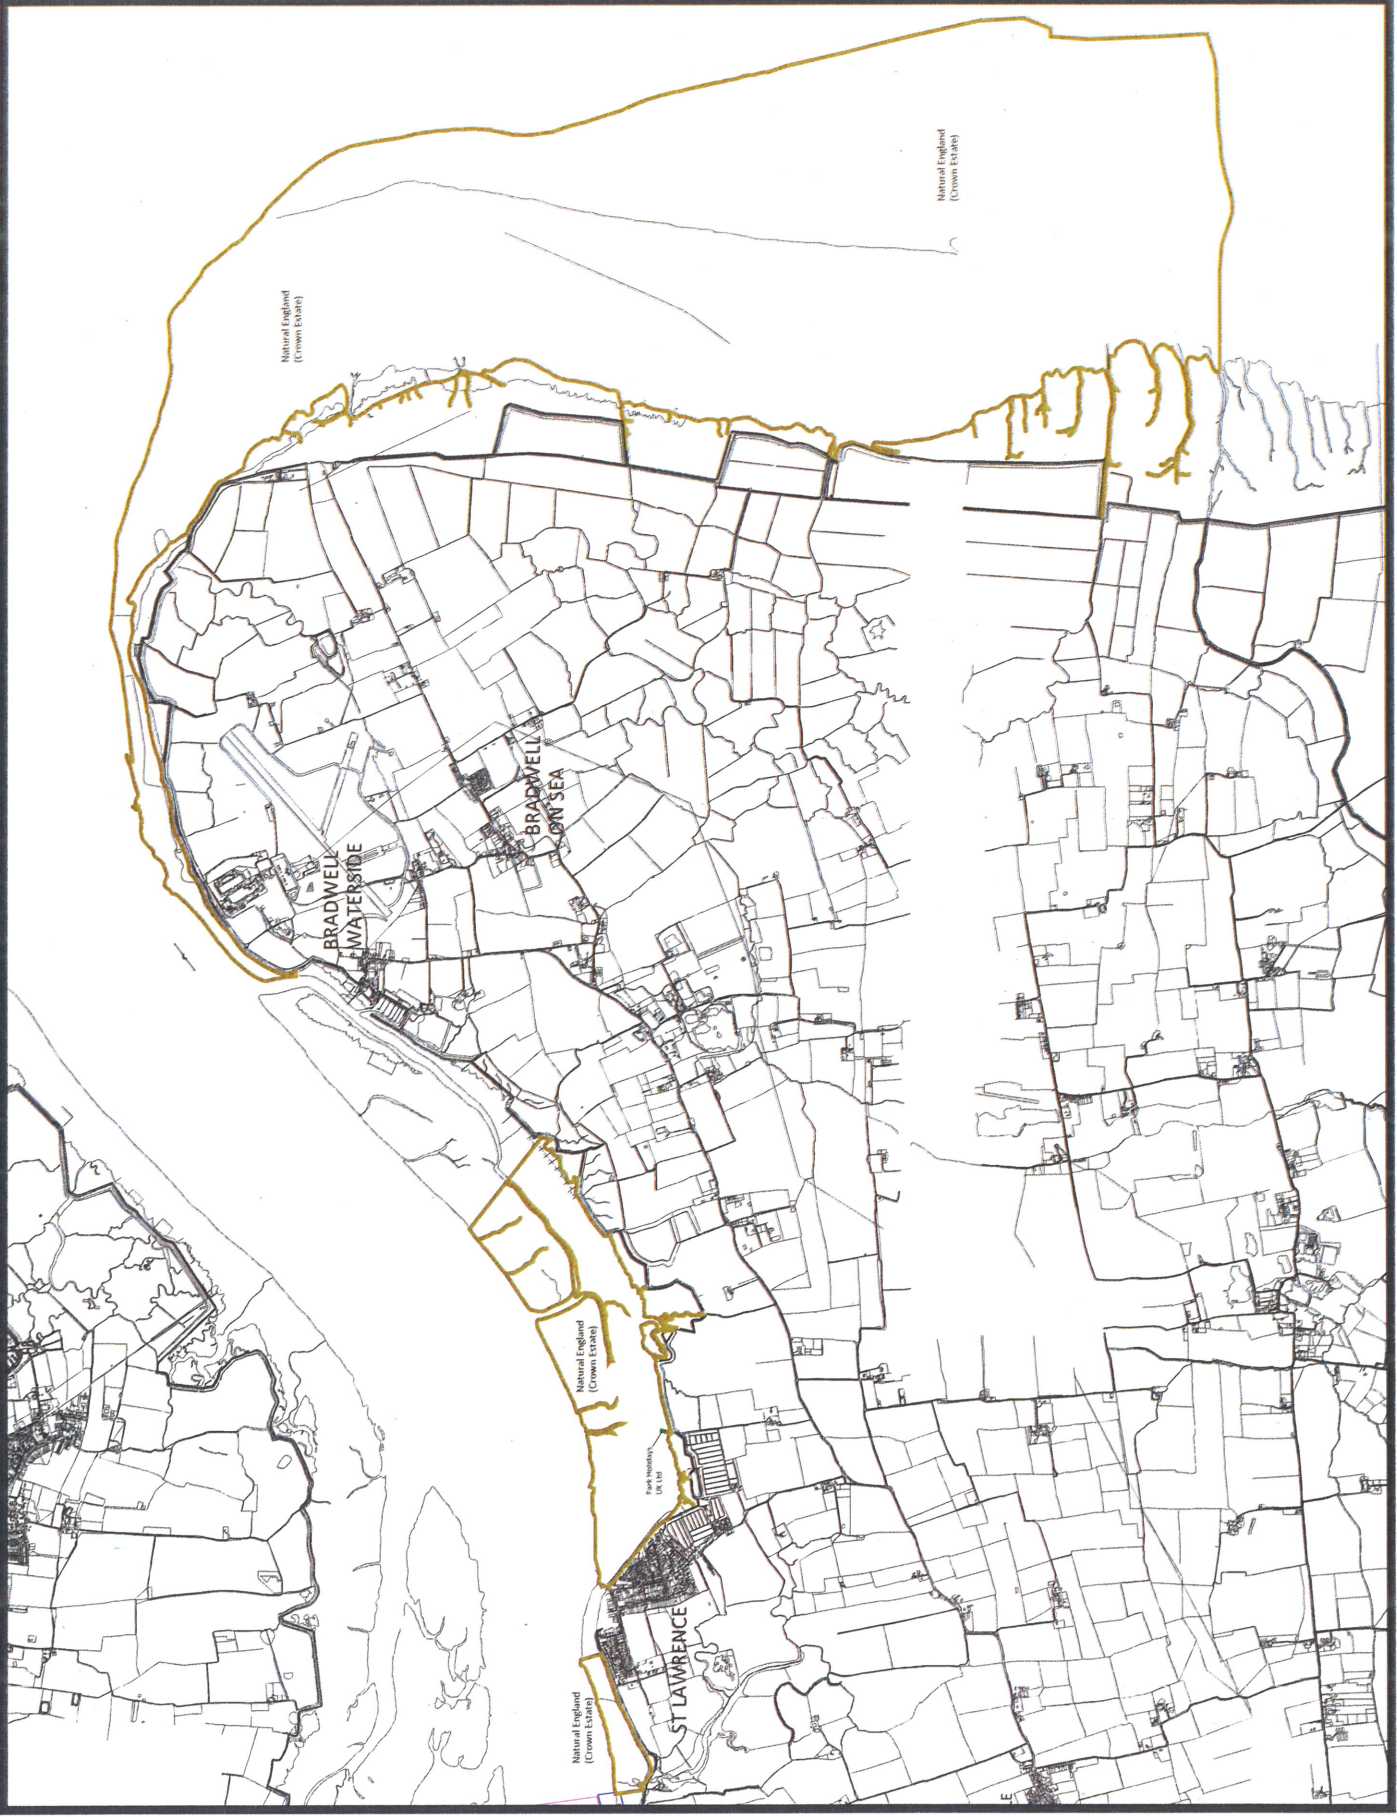 Natural England
(Crown Estate)
Natural England
(Crown Estate)
BRADWELL
WATERSIDE
BRADWELL
ON SEA
Natural England
(Crown Estate)
Park Holidays
UK Ltd
ST LAWRENCE
Natural England
(Crown Estate)